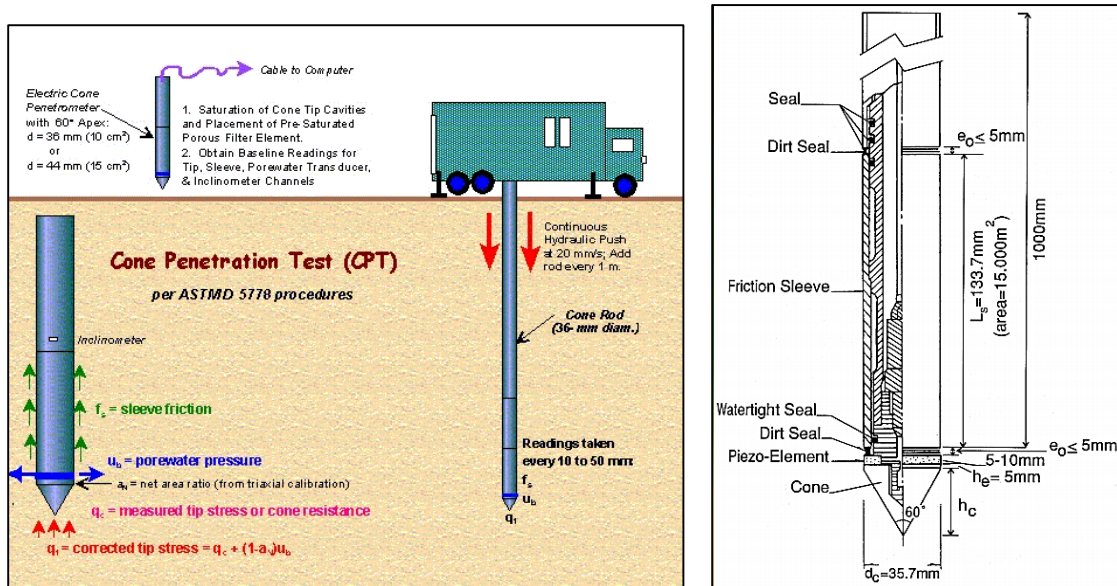 Cable to Computer
Electric Cone
Penetrometer
with 60° Apex:
d = 36 mm (10 cm²)
or
d = 44 mm (15 cm²)
1. Saturation of Cone Tip Cavities
and Placement of Pre-Saturated
Porous Filter Element.
2. Obtain Baseline Readings for
Tip, Sleeve, Porewater Transducer,
& Inclinometer Channels
Continuous
Hydraulic Push
at 20 mm/s; Add
rod every 1 m.
Cone Penetration Test (CPT)
per ASTMD 5778 procedures
Cone Rod
(36- mm diam.)
Inclinometer
fs = sleeve friction
ub = porewater pressure
aN = net area ratio (from triaxial calibration)
qc = measured tip stress or cone resistance
qt = corrected tip stress = qc + (1-aN)ub
Readings taken
every 10 to 50 mm:
fs
ub
qt
Seal
Dirt Seal
Friction Sleeve
Watertight Seal
Dirt Seal
Piezo-Element
Cone
60°
dc=35.7mm
eo≤ 5mm
Ls=133.7mm
(area=15.000m²)
1000mm
eo≤ 5mm
5-10mm
he= 5mm
hc